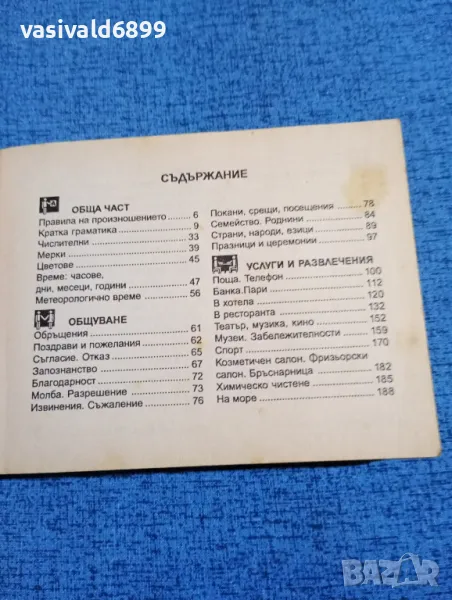 vasivald6899
СЪДЪРЖАНИЕ
ОБЩА ЧАСТ
Правила на произношението 6
Кратка граматика 9
Числителни 33
Мерки 39
Цветове 45
Време: часове,
дни, месеци, години 47
Метеорологично време 56
ОБЩУВАНЕ
Обръщения 61
Поздрави и пожелания 62
Съгласие. Отказ 65
Запознанство 67
Благодарност 72
Молба. Разрешение 73
Извинения. Съжаление 76
Покани, срещи, посещения 78
Семейство. Роднини 84
Страни, народи, езици 89
Празници и церемонии 97
УСЛУГИ И РАЗВЛЕЧЕНИЯ
Поща. Телефон 100
Банка.Пари 112
В хотела 120
В ресторанта 132
Театър, музика, кино 152
Музеи. Забележителности 159
Спорт 170
Козметичен салон. Фризьорски
салон. Бръснарница 182
Химическо чистене 185
На море 188
BAZAR